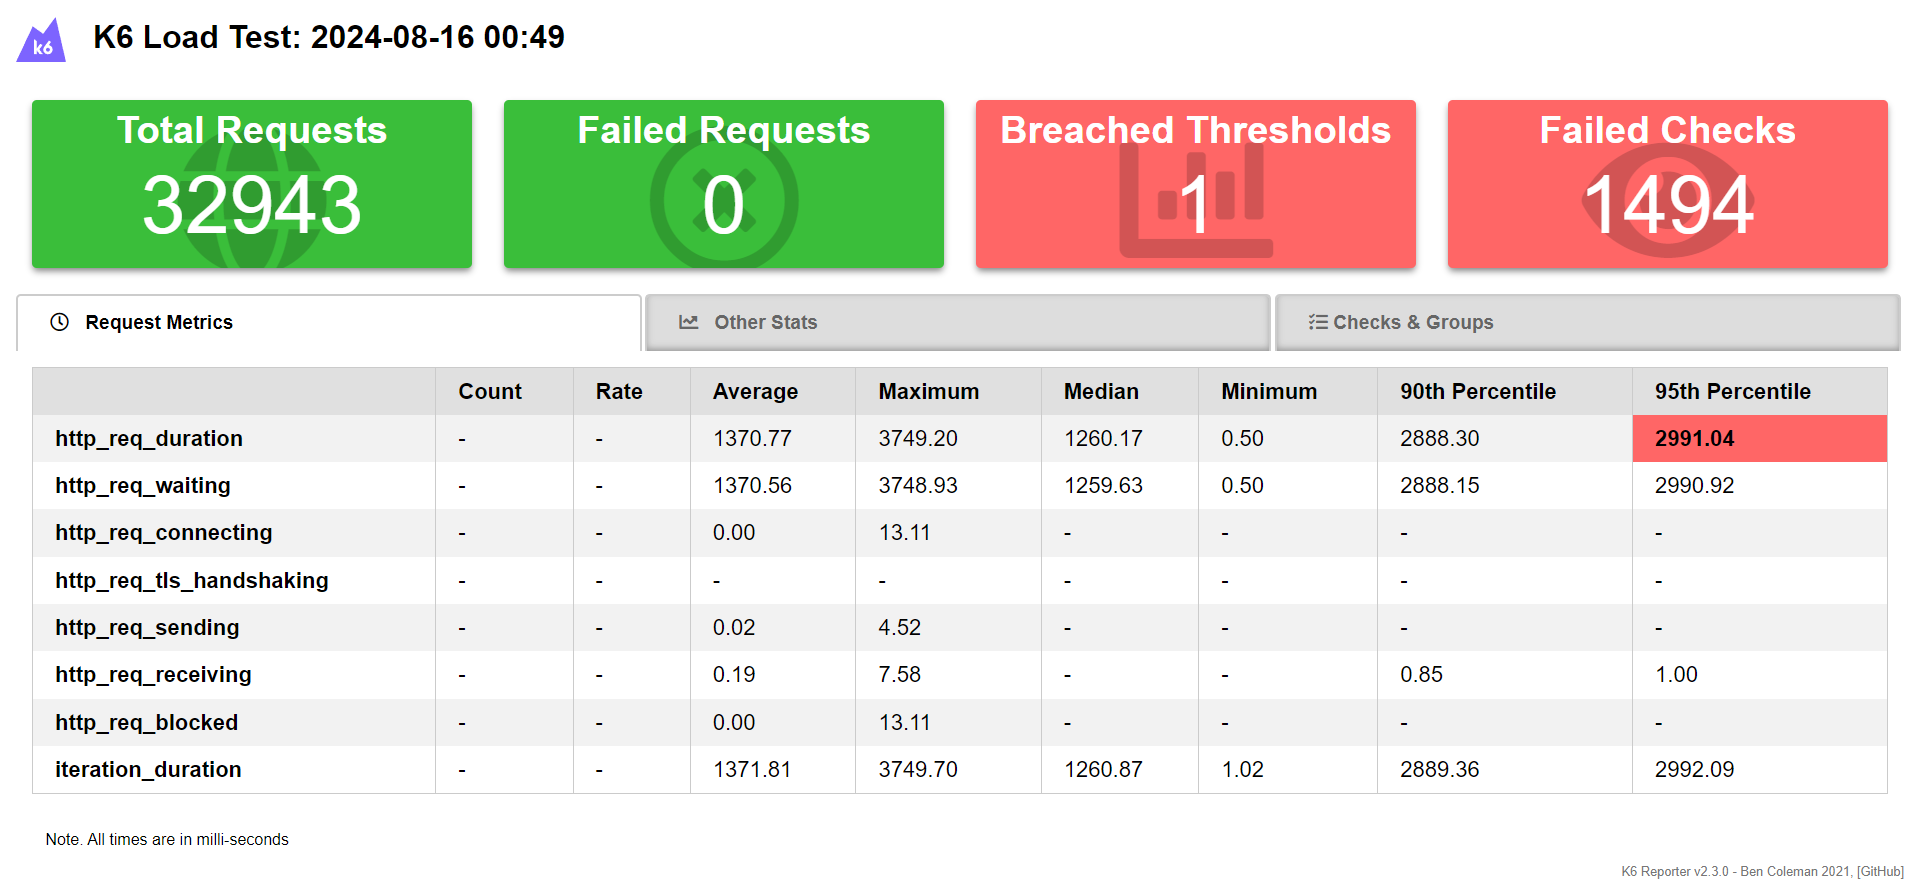 k6
K6 Load Test: 2024-08-16 00:49
Total Requests
32943
Failed Requests
0
Breached Thresholds
1
Failed Checks
1494
Request Metrics
Other Stats
Checks & Groups
Count Rate Average Maximum Median Minimum 90th Percentile 95th Percentile
http_req_duration - - 1370.77 3749.20 1260.17 0.50 2888.30 2991.04
http_req_waiting - - 1370.56 3748.93 1259.63 0.50 2888.15 2990.92
http_req_connecting - - 0.00 13.11 - - - -
http_req_tls_handshaking - - - - - - - -
http_req_sending - - 0.02 4.52 - - - -
http_req_receiving - - 0.19 7.58 - - 0.85 1.00
http_req_blocked - - 0.00 13.11 - - - -
iteration_duration - - 1371.81 3749.70 1260.87 1.02 2889.36 2992.09
Note. All times are in milli-seconds
K6 Reporter v2.3.0 - Ben Coleman 2021, [GitHub]